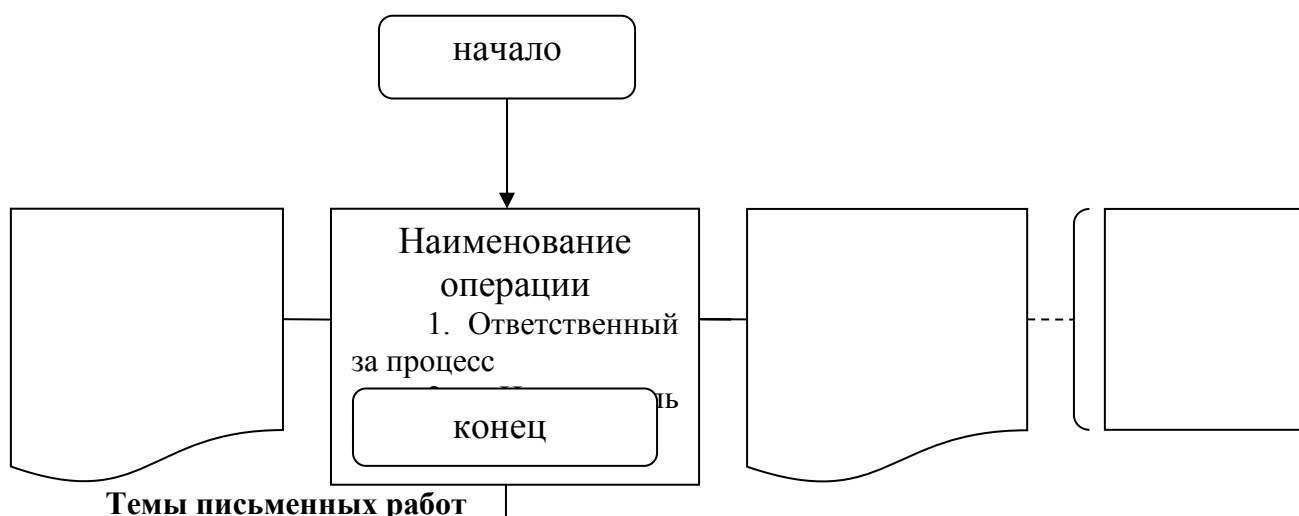 начало
Наименование
операции
1. Ответственный
за процесс
конец
Темы письменных работ